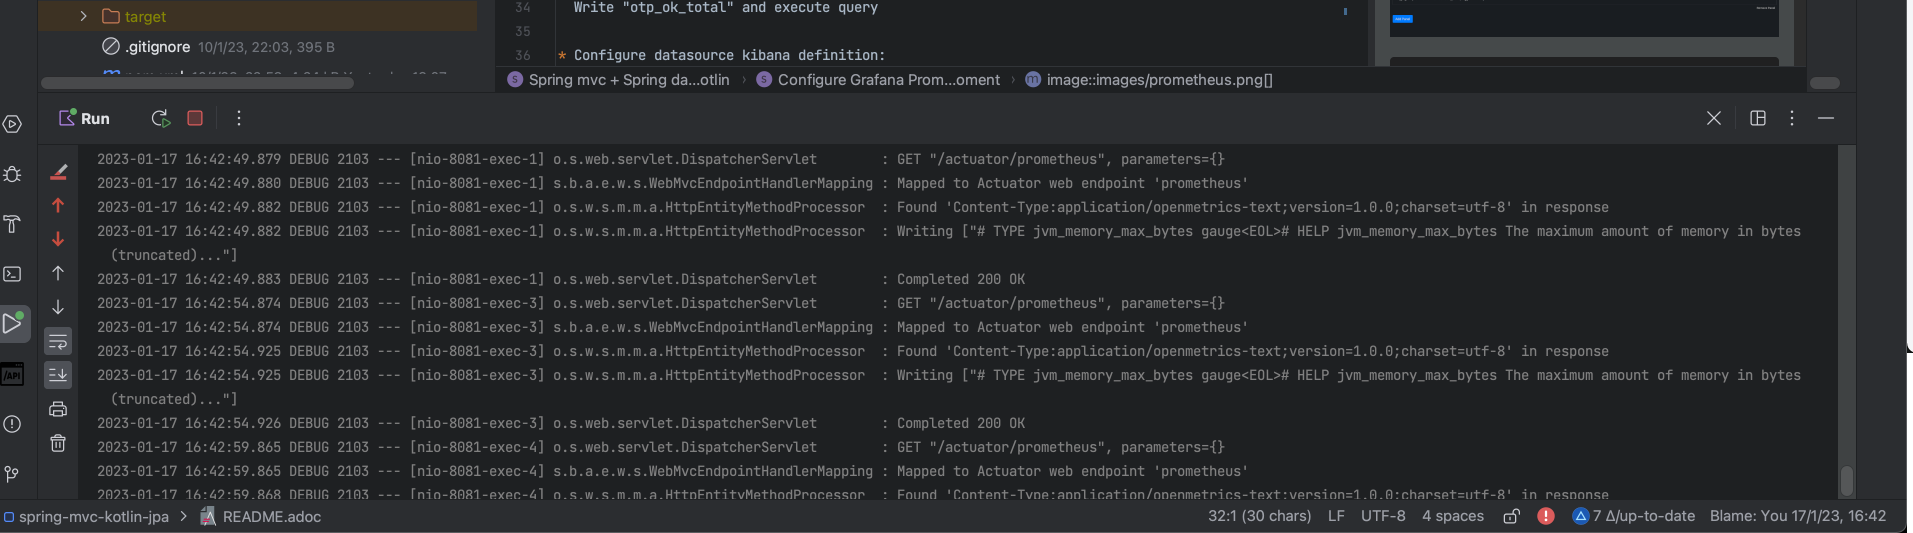 target
.gitignore 10/1/23, 22:03, 395 B
34 Write "otp_ok_total" and execute query
35
36 * Configure datasource kibana definition:
Spring mvc + Spring da...otlin > Configure Grafana Prom...oment > image::images/prometheus.png[]
Run
2023-01-17 16:42:49.879 DEBUG 2103 --- [nio-8081-exec-1] o.s.web.servlet.DispatcherServlet : GET "/actuator/prometheus", parameters={}
2023-01-17 16:42:49.880 DEBUG 2103 --- [nio-8081-exec-1] s.b.a.e.w.s.WebMvcEndpointHandlerMapping : Mapped to Actuator web endpoint 'prometheus'
2023-01-17 16:42:49.882 DEBUG 2103 --- [nio-8081-exec-1] o.s.w.s.m.m.a.HttpEntityMethodProcessor : Found 'Content-Type:application/openmetrics-text;version=1.0.0;charset=utf-8' in response
2023-01-17 16:42:49.882 DEBUG 2103 --- [nio-8081-exec-1] o.s.w.s.m.m.a.HttpEntityMethodProcessor : Writing ["# TYPE jvm_memory_max_bytes gauge<EOL># HELP jvm_memory_max_bytes The maximum amount of memory in bytes
(truncated)..."]
2023-01-17 16:42:49.883 DEBUG 2103 --- [nio-8081-exec-1] o.s.web.servlet.DispatcherServlet : Completed 200 OK
2023-01-17 16:42:54.874 DEBUG 2103 --- [nio-8081-exec-3] o.s.web.servlet.DispatcherServlet : GET "/actuator/prometheus", parameters={}
2023-01-17 16:42:54.874 DEBUG 2103 --- [nio-8081-exec-3] s.b.a.e.w.s.WebMvcEndpointHandlerMapping : Mapped to Actuator web endpoint 'prometheus'
2023-01-17 16:42:54.925 DEBUG 2103 --- [nio-8081-exec-3] o.s.w.s.m.m.a.HttpEntityMethodProcessor : Found 'Content-Type:application/openmetrics-text;version=1.0.0;charset=utf-8' in response
2023-01-17 16:42:54.925 DEBUG 2103 --- [nio-8081-exec-3] o.s.w.s.m.m.a.HttpEntityMethodProcessor : Writing ["# TYPE jvm_memory_max_bytes gauge<EOL># HELP jvm_memory_max_bytes The maximum amount of memory in bytes
(truncated)..."]
2023-01-17 16:42:54.926 DEBUG 2103 --- [nio-8081-exec-3] o.s.web.servlet.DispatcherServlet : Completed 200 OK
2023-01-17 16:42:59.865 DEBUG 2103 --- [nio-8081-exec-4] o.s.web.servlet.DispatcherServlet : GET "/actuator/prometheus", parameters={}
2023-01-17 16:42:59.865 DEBUG 2103 --- [nio-8081-exec-4] s.b.a.e.w.s.WebMvcEndpointHandlerMapping : Mapped to Actuator web endpoint 'prometheus'
2023-01-17 16:42:59.868 DEBUG 2103 --- [nio-8081-exec-4] o.s.w.s.m.m.a.HttpEntityMethodProcessor : Found 'Content-Type:application/openmetrics-text;version=1.0.0;charset=utf-8' in response
/API
spring-mvc-kotlin-jpa > README.adoc 32:1 (30 chars) LF UTF-8 4 spaces 7 Δ/up-to-date Blame: You 17/1/23, 16:42